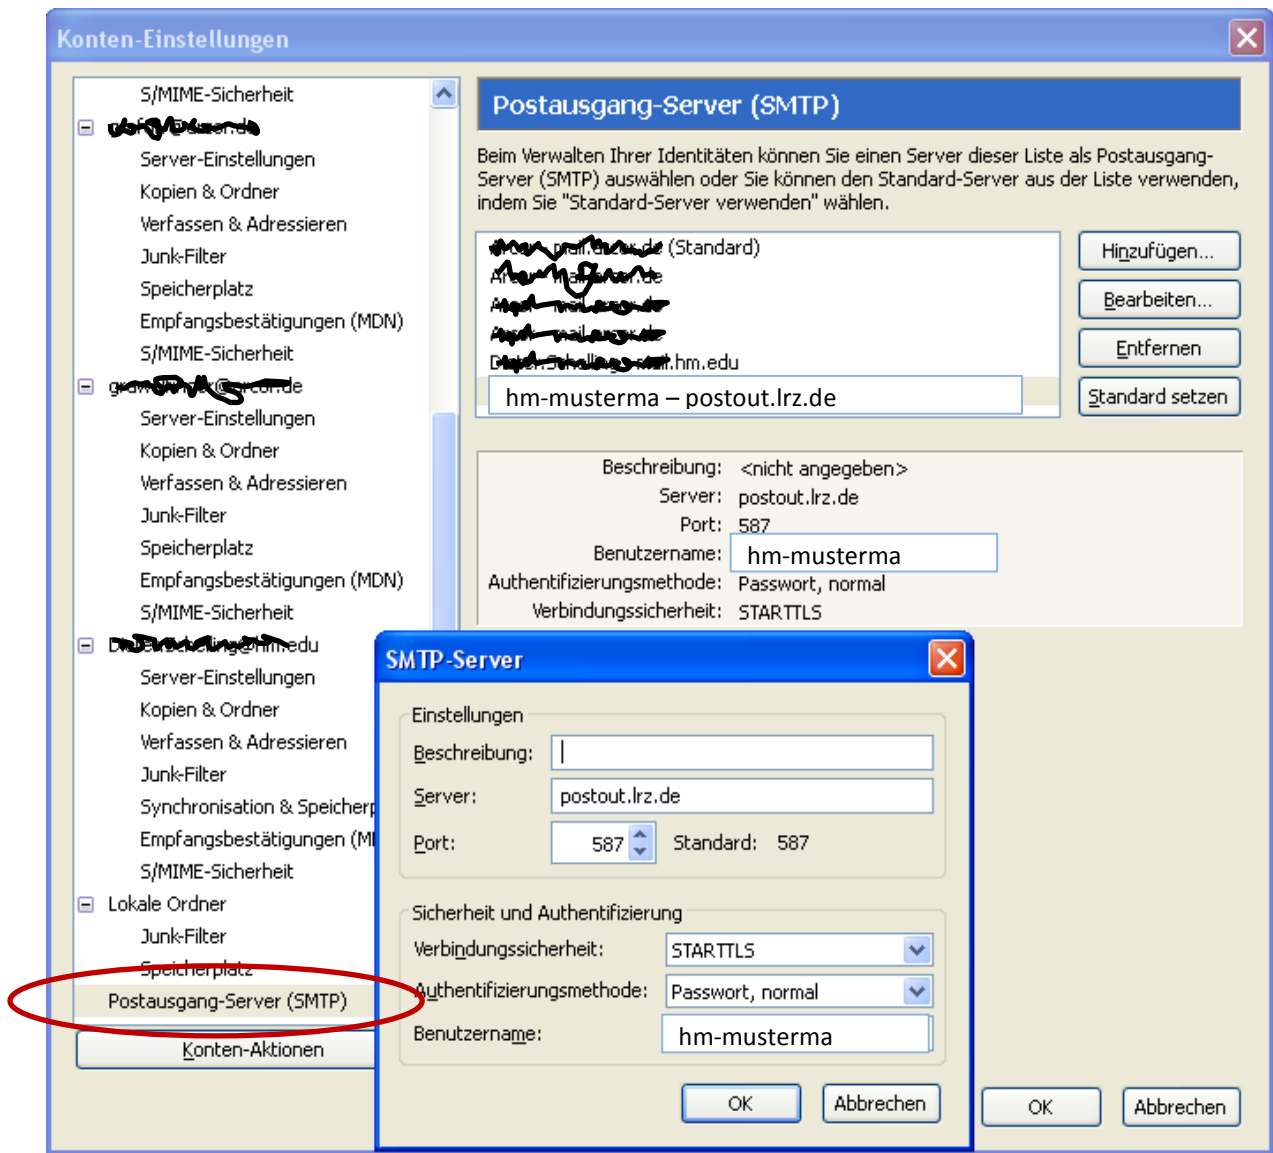 Konten-Einstellungen
S/MIME-Sicherheit
Server-Einstellungen
Kopien & Ordner
Verfassen & Adressieren
Junk-Filter
Speicherplatz
Empfangsbestätigungen (MDN)
S/MIME-Sicherheit
Server-Einstellungen
Kopien & Ordner
Verfassen & Adressieren
Junk-Filter
Speicherplatz
Empfangsbestätigungen (MDN)
S/MIME-Sicherheit
Server-Einstellungen
Kopien & Ordner
Verfassen & Adressieren
Junk-Filter
Synchronisation & Speicherp
Empfangsbestätigungen (M
S/MIME-Sicherheit
Lokale Ordner
Junk-Filter
Speicherplatz
Postausgang-Server (SMTP)
Konten-Aktionen
Postausgang-Server (SMTP)
Beim Verwalten Ihrer Identitäten können Sie einen Server dieser Liste als Postausgang-
Server (SMTP) auswählen oder Sie können den Standard-Server aus der Liste verwenden,
indem Sie "Standard-Server verwenden" wählen.
(Standard)
hm-musterma – postout.lrz.de
Hinzufügen...
Bearbeiten...
Entfernen
Standard setzen
Beschreibung: <nicht angegeben>
Server: postout.lrz.de
Port: 587
Benutzername: hm-musterma
Authentifizierungsmethode: Passwort, normal
Verbindungssicherheit: STARTTLS
SMTP-Server
Einstellungen
Beschreibung:
Server: postout.lrz.de
Port: 587 Standard: 587
Sicherheit und Authentifizierung
Verbindungssicherheit: STARTTLS
Authentifizierungsmethode: Passwort, normal
Benutzername: hm-musterma
OK Abbrechen
OK Abbrechen